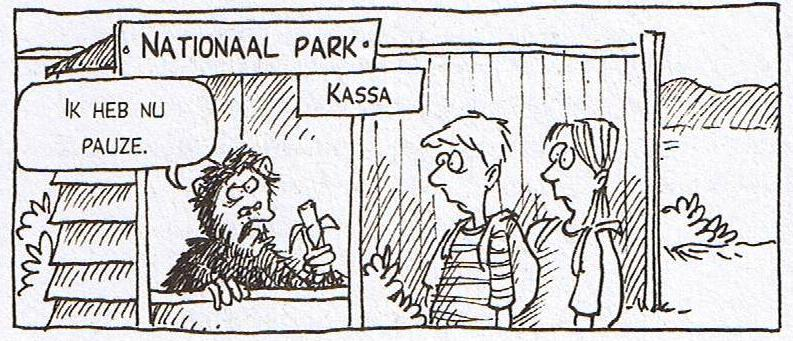 NATIONAAL PARK
KASSA
IK HEB NU
PAUZE.